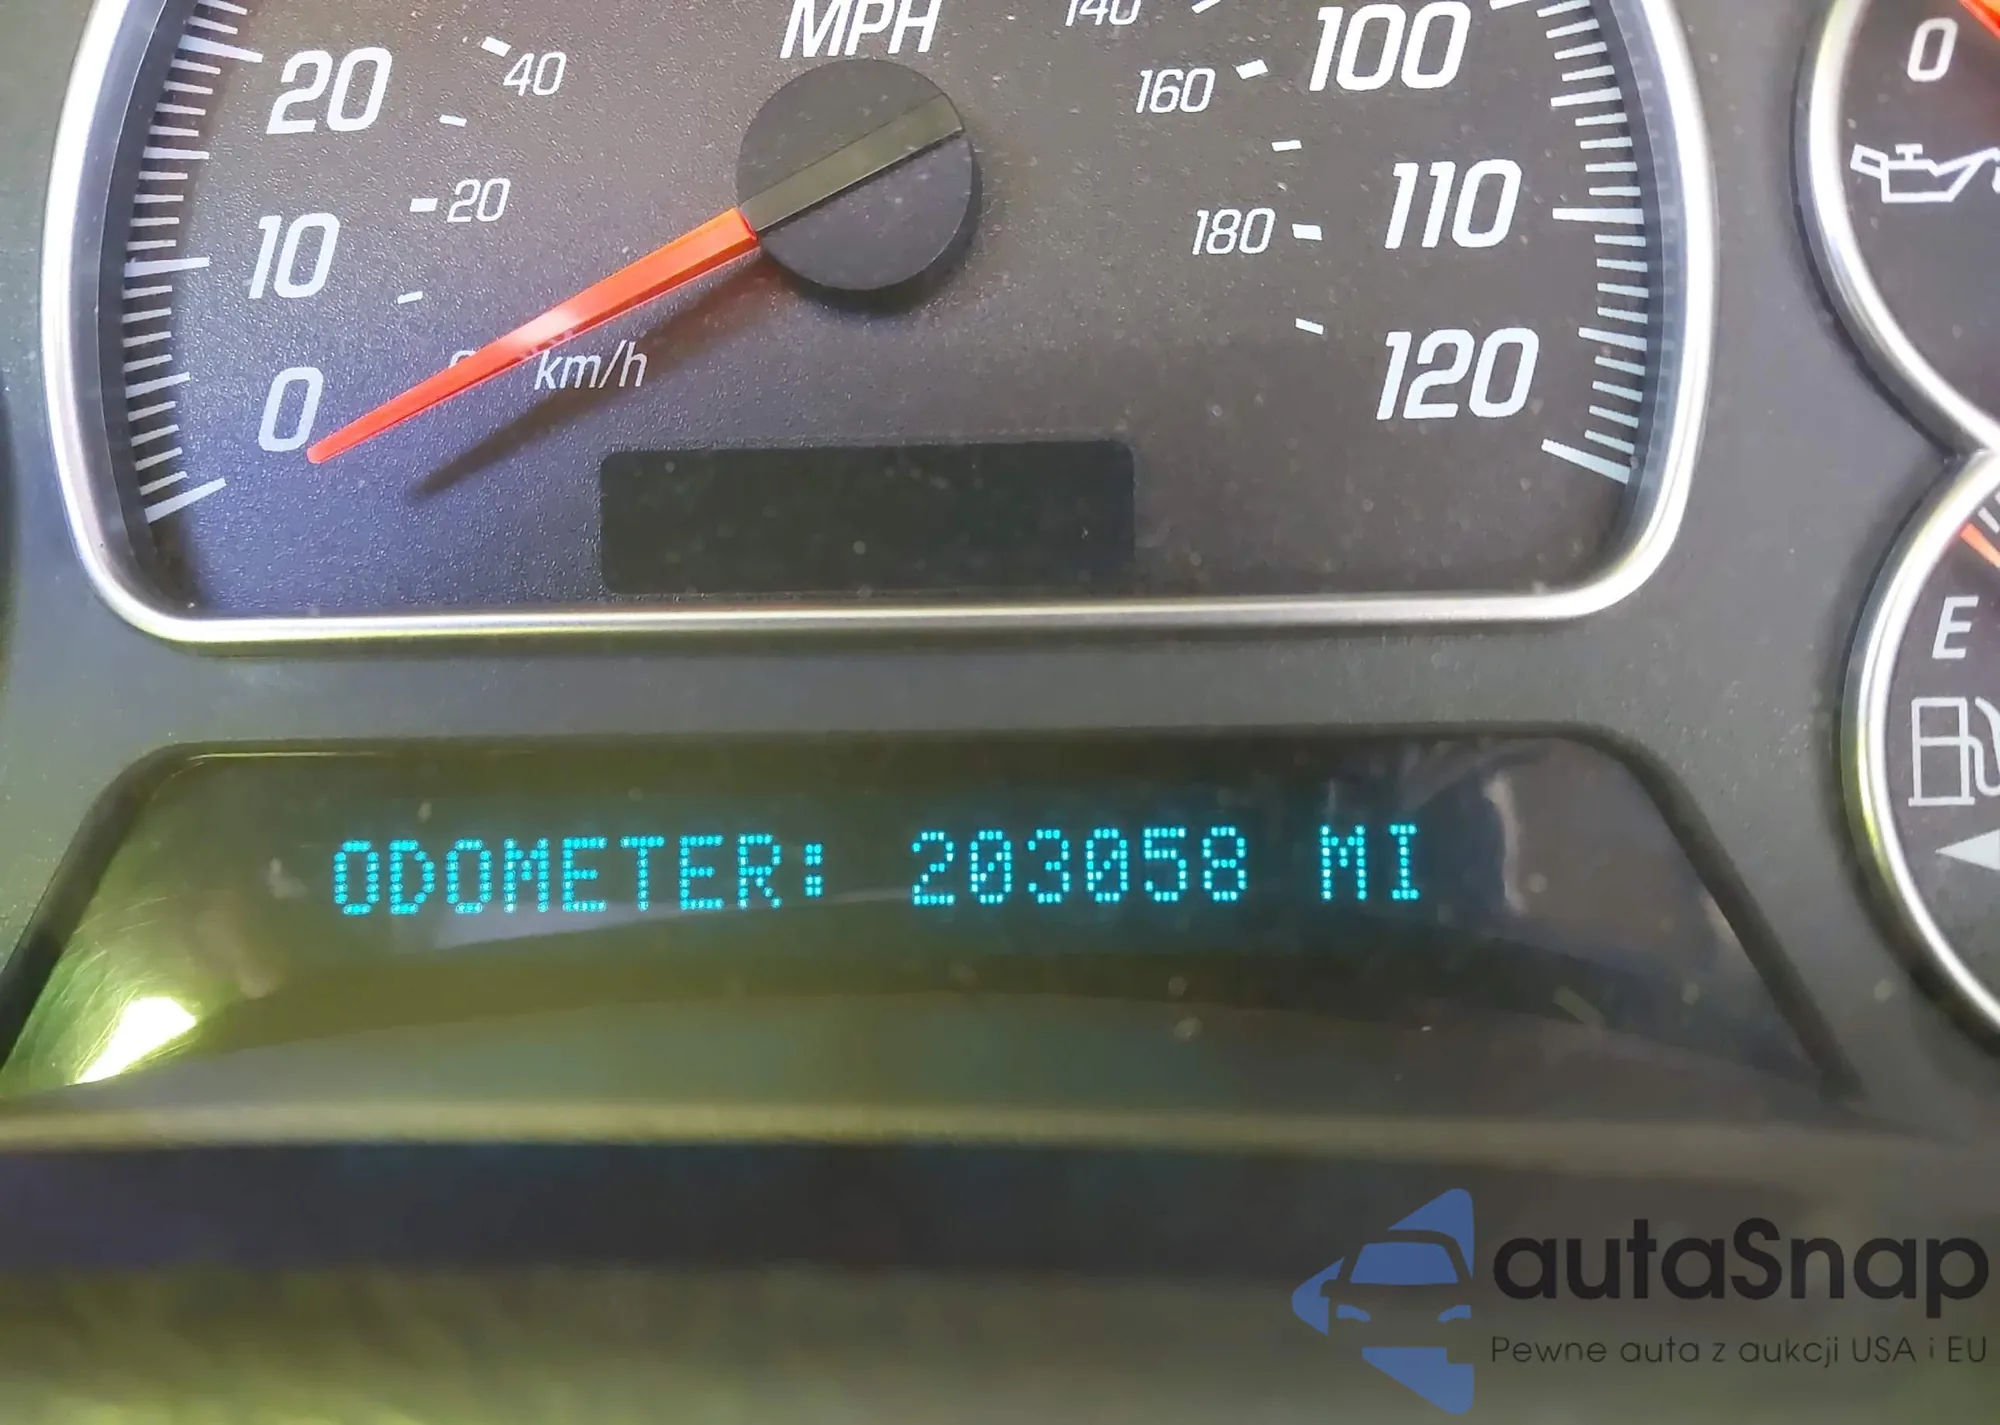 MPH
140
100
0
20
40
160
20
110
10
180
km/h
120
0
E
ODOMETER: 203058 MI
autaSnap
Pewne auta z aukcji USA i EU